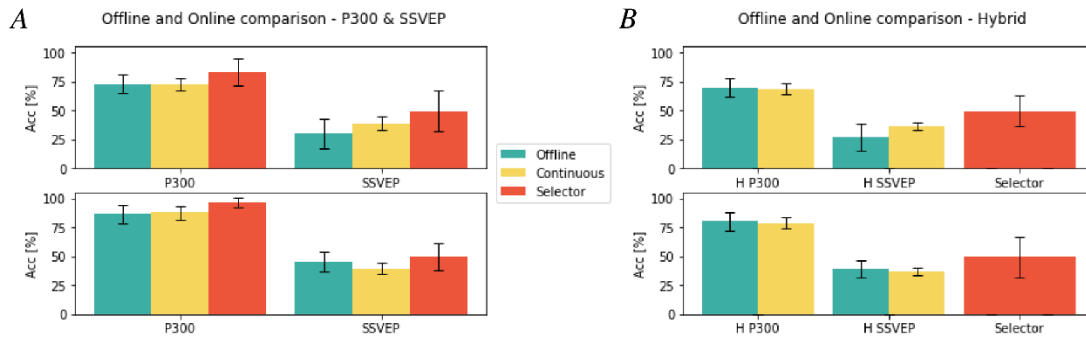 A
Offline and Online comparison - P300 & SSVEP
100
75
50
25
0
Acc [%]
P300
SSVEP
100
75
50
25
0
Acc [%]
P300
SSVEP
Offline
Continuous
Selector
B
Offline and Online comparison - Hybrid
100
75
50
25
0
Acc [%]
H P300
H SSVEP
Selector
100
75
50
25
0
Acc [%]
H P300
H SSVEP
Selector